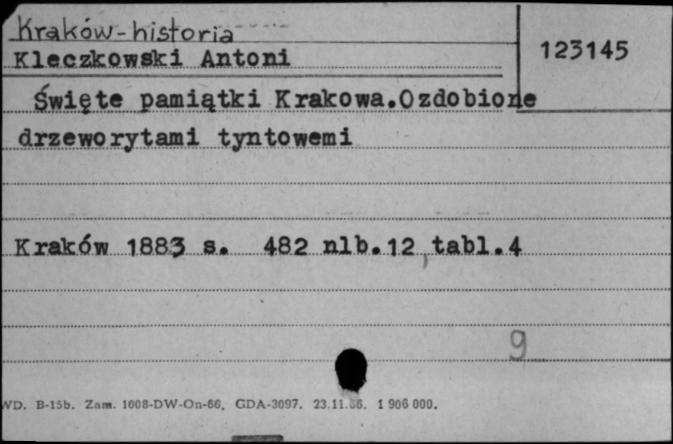 Kraków-historia
123145
Kleczkowski Antoni
Święte pamiątki Krakowa.Ozdobione
drzeworytami tyntowemi
Kraków 1883 s. 482 nlb.12,tabl.4
9
WD. B-15b. Zam. 1008-DW-On-66. GDA-3097. 23.11.66. 1 906 000.